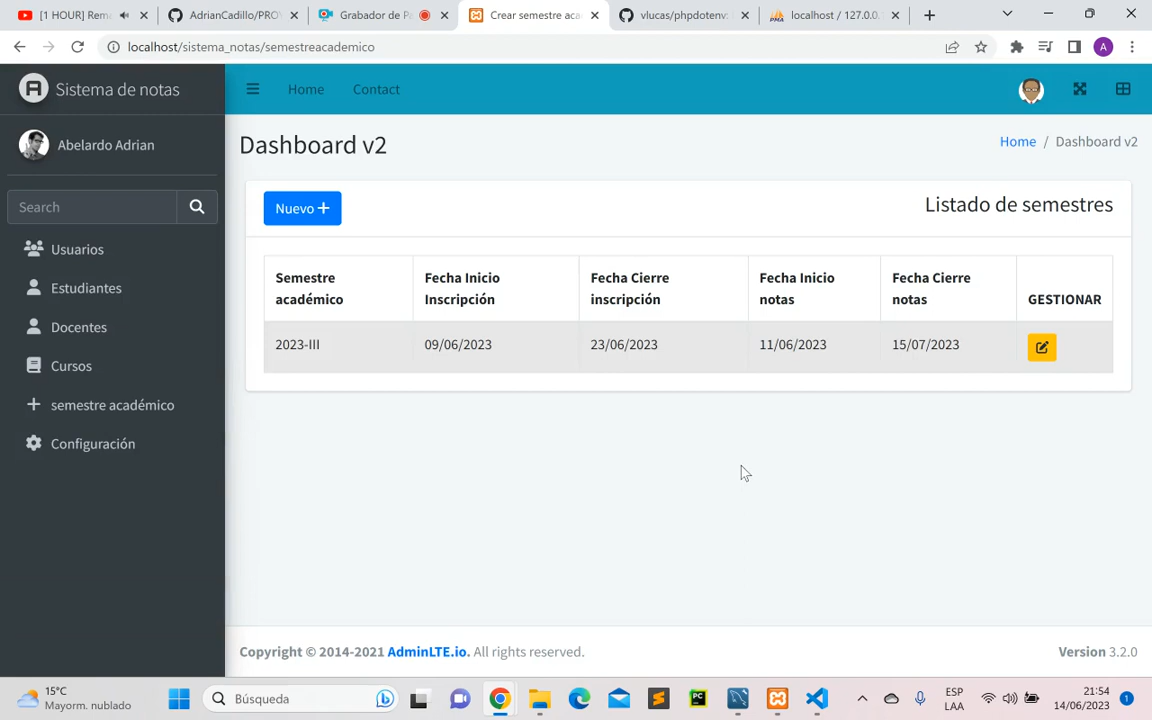 [1 HOUR] Rema
AdrianCadillo/PRO
Grabador de Pa
Crear semestre aca
vlucas/phpdotenv:
localhost / 127.0.0.
localhost/sistema_notas/semestreacademico
A
A Sistema de notas
Home
Contact
Abelardo Adrian
Search
Usuarios
Estudiantes
Docentes
Cursos
semestre académico
Configuración
Dashboard v2
Home / Dashboard v2
Nuevo +
Listado de semestres
Semestre académico
Fecha Inicio Inscripción
Fecha Cierre inscripción
Fecha Inicio notas
Fecha Cierre notas
GESTIONAR
2023-III
09/06/2023
23/06/2023
11/06/2023
15/07/2023
Copyright © 2014-2021 AdminLTE.io. All rights reserved.
Version 3.2.0
15°C
Mayorm. nublado
Búsqueda
PC
ESP
LAA
21:54
14/06/2023
1